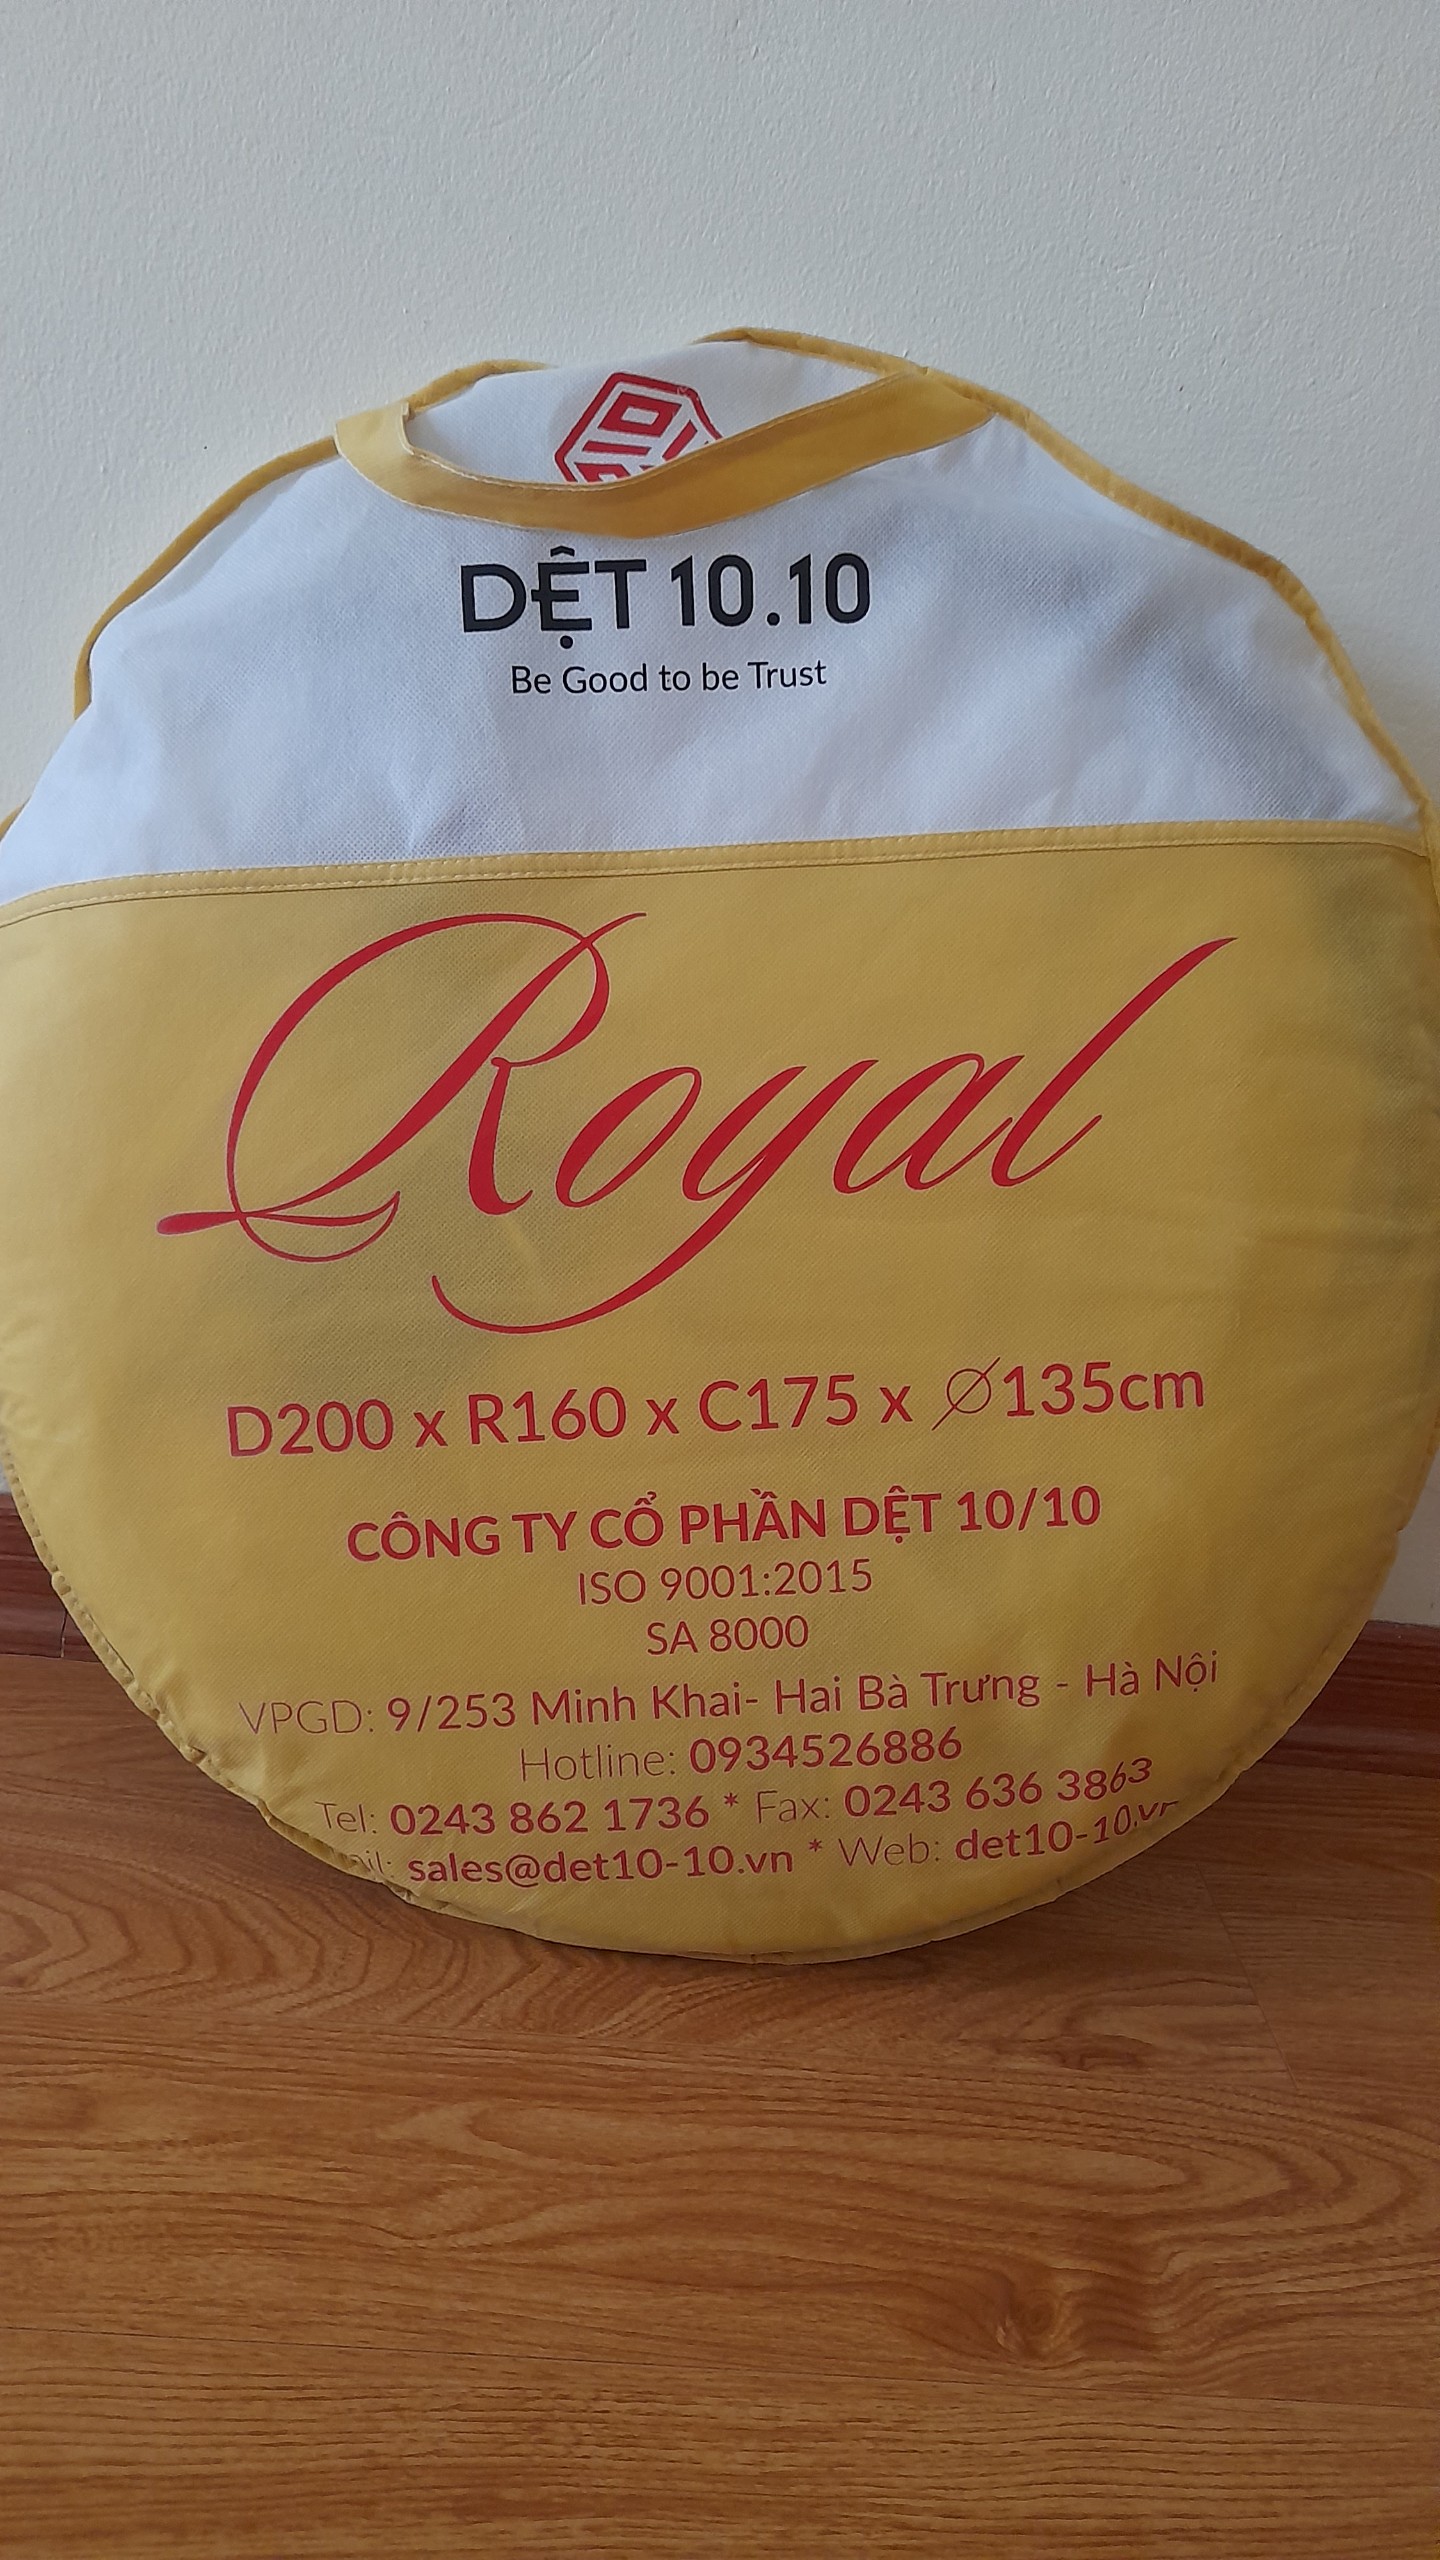 DỆT 10.10
Be Good to be Trust
Royal
D200 x R160 x C175 x Ø135cm
CÔNG TY CỔ PHẦN DỆT 10/10
ISO 9001:2015
SA 8000
VPGD: 9/253 Minh Khai- Hai Bà Trưng - Hà Nội
Hotline: 0934526886
Tel: 0243 862 1736 * Fax: 0243 636 3863
sales@det10-10.vn * Web: det10-10.vn